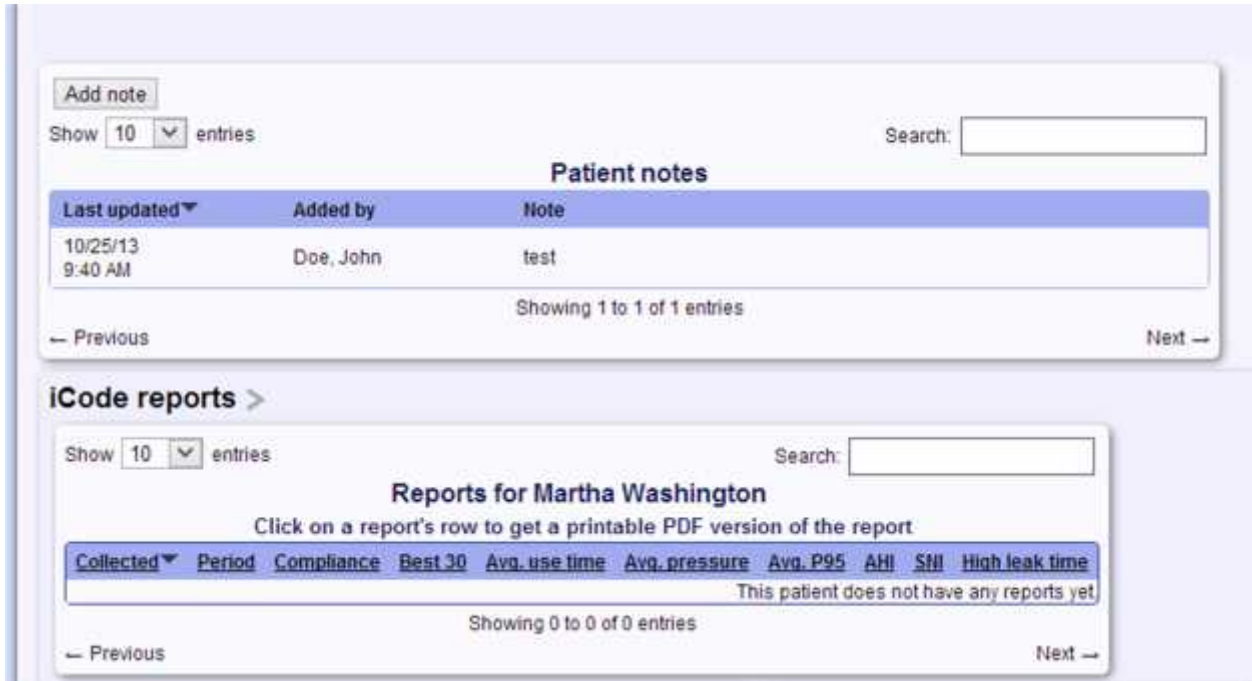 Add note
Show 10 entries Search:
Patient notes
Last updated Added by Note
10/25/13
9:40 AM Doe, John test
Showing 1 to 1 of 1 entries
← Previous Next →
iCode reports >
Show 10 entries Search:
Reports for Martha Washington
Click on a report's row to get a printable PDF version of the report
Collected Period Compliance Best 30 Avg. use time Avg. pressure Avg. P95 AHI SNI High leak time
This patient does not have any reports yet
Showing 0 to 0 of 0 entries
← Previous Next →